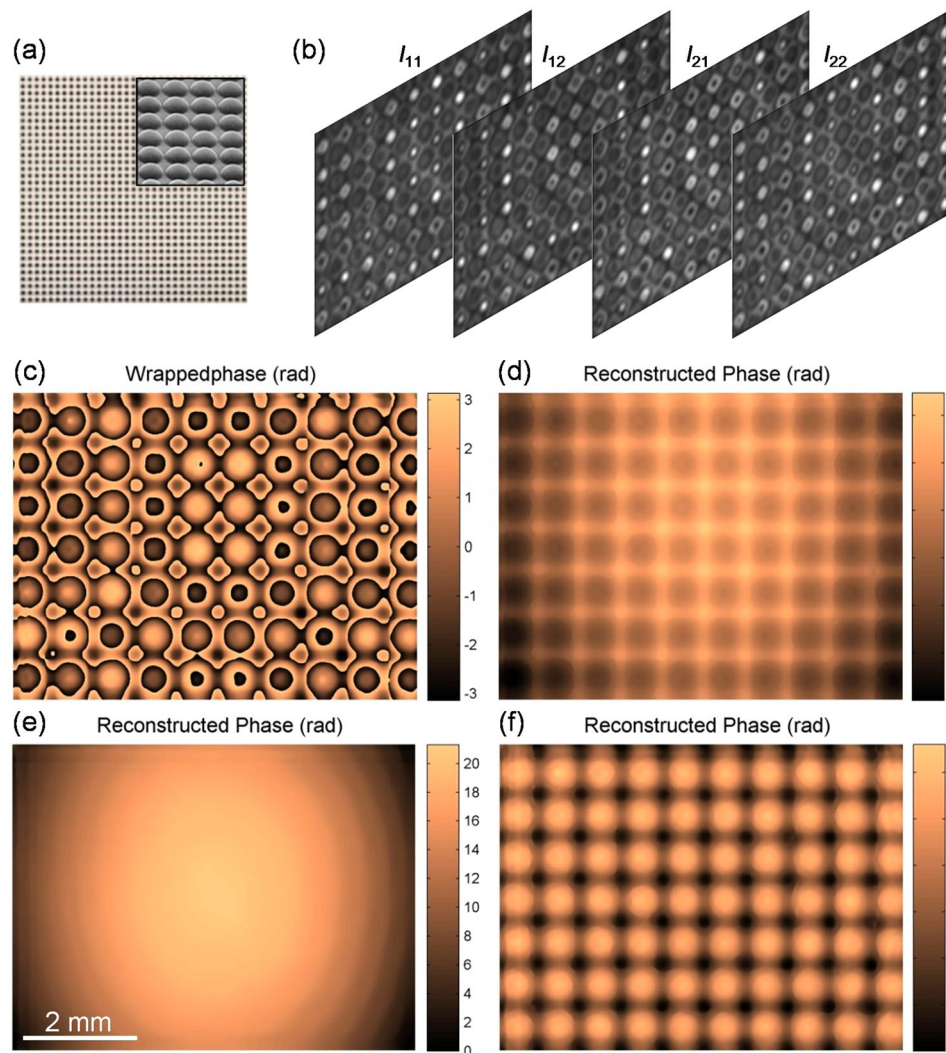 (a)
(b)
I11
I12
I21
I22
(c)
Wrappedphase (rad)
3
2
1
0
-1
-2
-3
(d)
Reconstructed Phase (rad)
(e)
Reconstructed Phase (rad)
20
18
16
14
12
10
8
6
4
2
0
2 mm
(f)
Reconstructed Phase (rad)